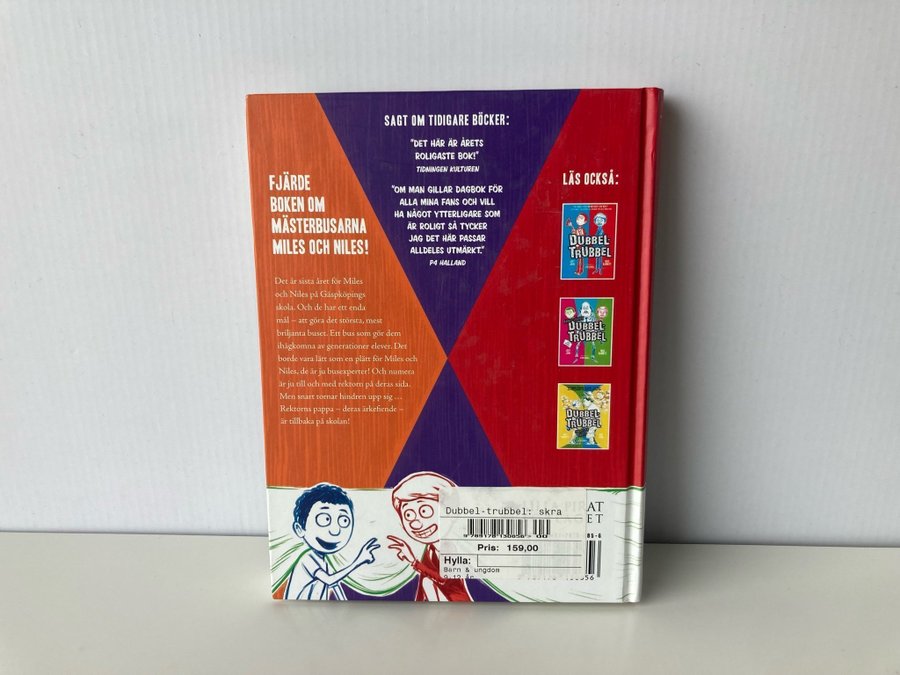 FJÄRDE
BOKEN OM
MÄSTERBUSARNA
MILES OCH NILES!
Det är sista året för Miles
och Niles på Gäspköpings
skola. Och de har ett enda
mål – att göra det största, mest
briljanta buset. Ett bus som gör dem
ihågkomna av generationer elever. Det
borde vara lätt som en plätt för Miles och
Niles, de är ju busexperter! Och numera
är ju till och med rektorn på deras sida.
Men snart tornar hindren upp sig ...
Rektorns pappa – deras ärkefiende –
är tillbaka på skolan!
SAGT OM TIDIGARE BÖCKER:
"DET HÄR ÄR ÅRETS
ROLIGASTE BOK!"
TIDNINGEN KULTUREN
"OM MAN GILLAR DAGBOK FÖR
ALLA MINA FANS OCH VILL
HA NÅGOT YTTERLIGARE SOM
ÄR ROLIGT SÅ TYCKER
JAG DET HÄR PASSAR
ALLDELES UTMÄRKT."
P4 HALLAND
LÄS OCKSÅ:
DUBBEL-
TRUBBEL
DUBBEL-
TRUBBEL
DUBBEL-
TRUBBEL
Dubbel-trubbel: skra
Pris: 159,00
Hylla:
Barn & ungdom
9-12 år